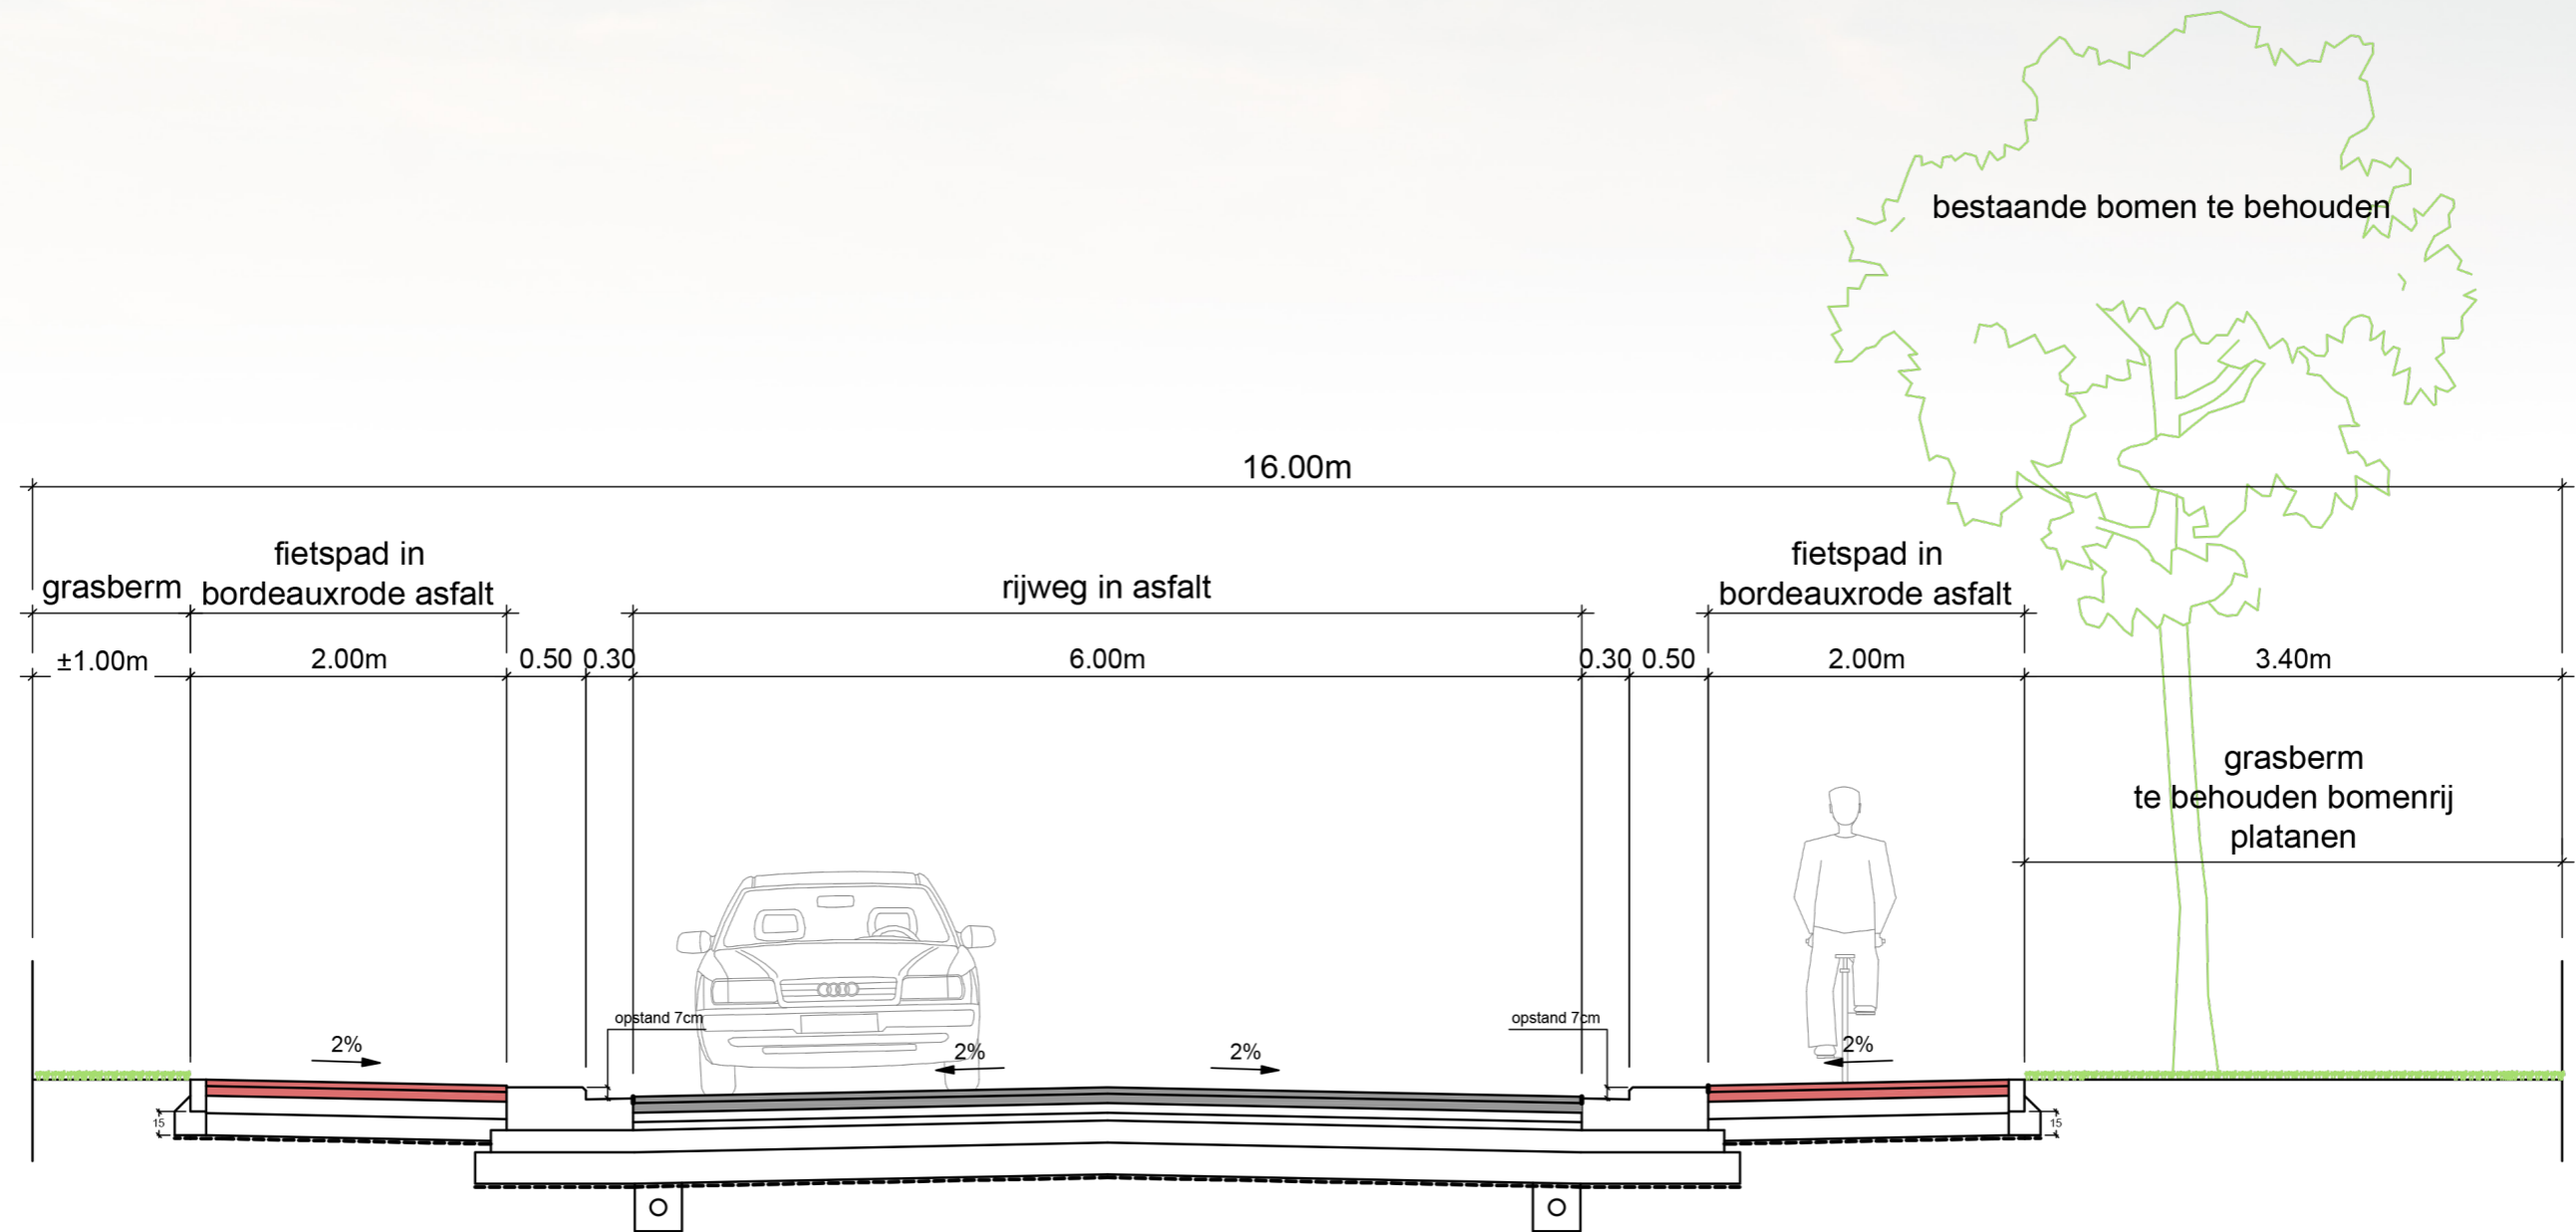 bestaande bomen te behouden
16.00m
grasberm
fietspad in
bordeauxrode asfalt
rijweg in asfalt
fietspad in
bordeauxrode asfalt
±1.00m
2.00m
0.50
0.30
6.00m
0.30
0.50
2.00m
3.40m
grasberm
te behouden bomenrij
platanen
opstand 7cm
opstand 7cm
2%
2%
2%
2%
15
15